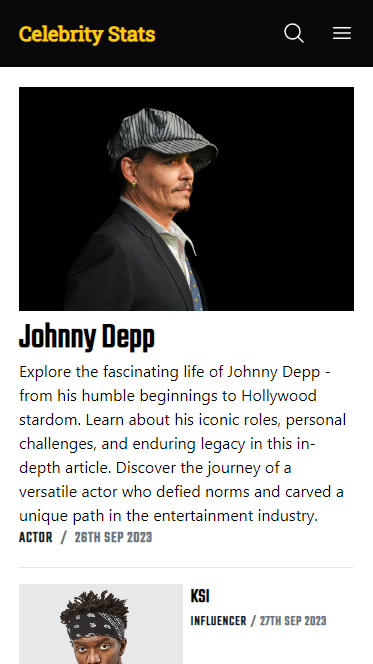 Celebrity Stats
Johnny Depp
Explore the fascinating life of Johnny Depp -
from his humble beginnings to Hollywood
stardom. Learn about his iconic roles, personal
challenges, and enduring legacy in this in-
depth article. Discover the journey of a
versatile actor who defied norms and carved a
unique path in the entertainment industry.
ACTOR / 26TH SEP 2023
KSI
INFLUENCER / 27TH SEP 2023